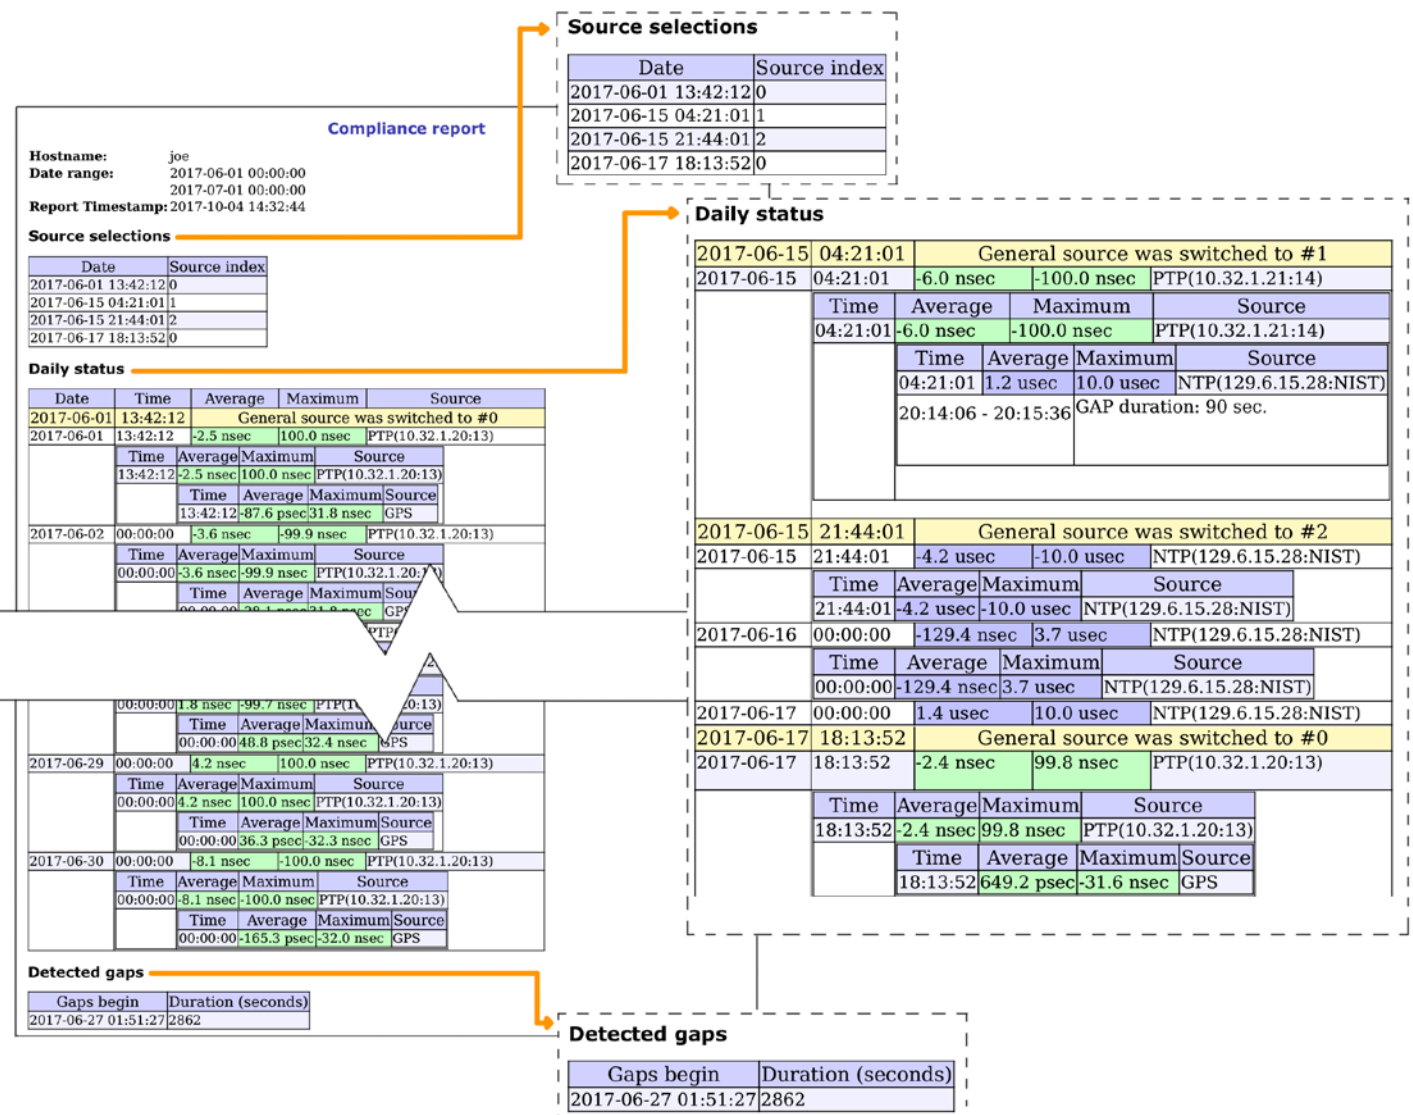 Source selections
Date Source index
2017-06-01 13:42:12 0
2017-06-15 04:21:01 1
2017-06-15 21:44:01 2
2017-06-17 18:13:52 0
Compliance report
Hostname: joe
Date range: 2017-06-01 00:00:00
2017-07-01 00:00:00
Report Timestamp: 2017-10-04 14:32:44
Source selections
Date Source index
2017-06-01 13:42:12 0
2017-06-15 04:21:01 1
2017-06-15 21:44:01 2
2017-06-17 18:13:52 0
Daily status
Date Time Average Maximum Source
2017-06-01 13:42:12 General source was switched to #0
2017-06-01 13:42:12 -2.5 nsec 100.0 nsec PTP(10.32.1.20:13)
Time Average Maximum Source
13:42:12 -2.5 nsec 100.0 nsec PTP(10.32.1.20:13)
Time Average Maximum Source
13:42:12 -87.6 psec 31.8 nsec GPS
2017-06-02 00:00:00 -3.6 nsec -99.9 nsec PTP(10.32.1.20:13)
Time Average Maximum Source
00:00:00 -3.6 nsec -99.9 nsec PTP(10.32.1.20:13)
Time Average Maximum
00:00:00 1.8 nsec -99.7 nsec
Time Average Maximum
00:00:00 48.8 psec 32.4 nsec GPS
2017-06-29 00:00:00 4.2 nsec 100.0 nsec PTP(10.32.1.20:13)
Time Average Maximum Source
00:00:00 4.2 nsec 100.0 nsec PTP(10.32.1.20:13)
Time Average Maximum Source
00:00:00 36.3 psec -32.3 nsec GPS
2017-06-30 00:00:00 -8.1 nsec -100.0 nsec PTP(10.32.1.20:13)
Time Average Maximum Source
00:00:00 -8.1 nsec -100.0 nsec PTP(10.32.1.20:13)
Time Average Maximum Source
00:00:00 -165.3 psec -32.0 nsec GPS
Detected gaps
Gaps begin Duration (seconds)
2017-06-27 01:51:27 2862
Daily status
2017-06-15 04:21:01 General source was switched to #1
2017-06-15 04:21:01 -6.0 nsec -100.0 nsec PTP(10.32.1.21:14)
Time Average Maximum Source
04:21:01 -6.0 nsec -100.0 nsec PTP(10.32.1.21:14)
Time Average Maximum Source
04:21:01 1.2 usec 10.0 usec NTP(129.6.15.28:NIST)
20:14:06 - 20:15:36 GAP duration: 90 sec.
2017-06-15 21:44:01 General source was switched to #2
2017-06-15 21:44:01 -4.2 usec -10.0 usec NTP(129.6.15.28:NIST)
Time Average Maximum Source
21:44:01 -4.2 usec -10.0 usec NTP(129.6.15.28:NIST)
2017-06-16 00:00:00 -129.4 nsec 3.7 usec NTP(129.6.15.28:NIST)
Time Average Maximum Source
00:00:00 -129.4 nsec 3.7 usec NTP(129.6.15.28:NIST)
2017-06-17 00:00:00 1.4 usec 10.0 usec NTP(129.6.15.28:NIST)
2017-06-17 18:13:52 General source was switched to #0
2017-06-17 18:13:52 -2.4 nsec 99.8 nsec PTP(10.32.1.20:13)
Time Average Maximum Source
18:13:52 -2.4 nsec 99.8 nsec PTP(10.32.1.20:13)
Time Average Maximum Source
18:13:52 649.2 psec -31.6 nsec GPS
Detected gaps
Gaps begin Duration (seconds)
2017-06-27 01:51:27 2862